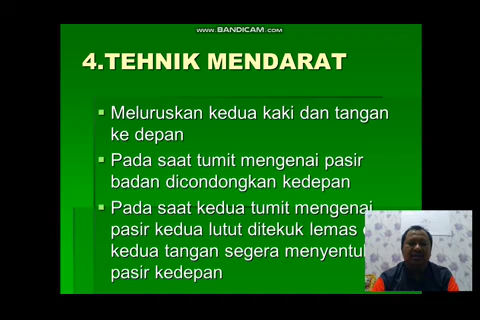 www.BANDICAM.com
4.TEHNIK MENDARAT
Meluruskan kedua kaki dan tangan
ke depan
Pada saat tumit mengenai pasir
badan dicondongkan kedepan
Pada saat kedua tumit mengenai
pasir kedua lutut ditekuk lemas
kedua tangan segera
pasir kedepan